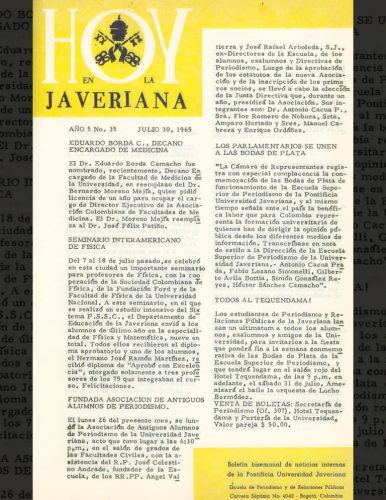 HOY
EN LA
JAVERIANA
AÑO 5 No. 35 JULIO 30, 1965
EDUARDO BORDA C., DECANO
ENCARGADO DE MEDICINA
El Dr. Eduardo Borda Camacho fue
nombrado, recientemente, Decano En
cargado de la Facultad de Medicina de
la Universidad, en reemplazo del Dr.
Bernardo Moreno Mejía, quien pidió
licencia de un año para ocupar el car
go de Director Ejecutivo de la Asocia
ción Colombiana de Facultades de Me
dicina. El Dr. Moreno Mejía reempla
za al Dr. José Félix Patiño.
SEMINARIO INTERAMERICANO
DE FISICA
Del 7 al 18 de julio pasado, se celebró
en esta ciudad un importante seminario
para profesores de Física, con la coo
peración de la Sociedad Colombiana de
Física, de la Fundación Ford y de la
Facultad de Física de la Universidad
Nacional. A este seminario, en el que
se realizó un estudio intensivo del Sis
tema P.S.S.C., el Departamento de
Educación de la Javeriana envió a los
alumnos de último año en la especiali-
dad de Física y Matemática, nueve en
total. Todos ellos recibieron el diplo
ma aprobatorio y uno de los alumnos,
el Hermano José Ramón Martínez, re
cibió diploma de "Aprobó con Excelen
cia", otorgado solamente a tres profe
sores de los 75 que integraban el cur
so. Felicitaciones.
FUNDADA ASOCIACION DE ANTIGUOS
ALUMNOS DE PERIODISMO.
El lunes 26 del presente mes, se fundó
la Asociación de Antiguos Alumnos
de Periodismo de la Universidad Jave
riana, acto que tuvo lugar a las 6:30
p.m., en el salón de grados de las
Facultades Civiles, con la a-
sistencia del R.P. José Celesti-
no Andrade, fundador de la Es
cuela, de los RR.PP. Angel Val
tierra y José Rafael Arboleda, S.J.,
ex-Directores de la Escuela, de los
alumnos, exalumnos y Directivas de
Periodismo. Luego de la aprobación
de los estatutos de la nueva Asocia
ción y de la inscripción de los prime
ros socios, se llevó a cabo la elección
de la Junta Directiva que, durante un
año, presidirá la Asociación. Sus in-
tegrantes son: Dr. Antonio Cacua P.,
Sra. Flor Romero de Nohora, Srta.
Amparo Hurtado y Sres. Manuel Ca-
brera y Enrique Ordóñez.
LOS PARLAMENTARIOS SE UNEN
A LAS BODAS DE PLATA
"La Cámara de Representantes regis
tra con especial complacencia la con-
memoración de las Bodas de Plata de
funcionamiento de la Escuela Supe-
rior de Periodismo de la Pontificia
Universidad Javeriana, y al mismo
tiempo señala ante el país la benéfi
ca labor que para Colombia repre-
senta la formación universitaria de
quienes han de dirigir la opinión pú
blica desde los diferentes medios de
información. Transcríbase en nota
de estilo a la Dirección de la Escuela
Superior de Periodismo de la Univer
sidad Javeriana.- Antonio Cacua Pra
da, Fabio Lozano Simonelli, Gilber-
to Avila Bottía, Simón González Re-
yes, Héctor Sánchez Camacho".
TODOS AL TEQUENDAMA!
Los estudiantes de Periodismo y Re
laciones Públicas de la Javeriana lan
zan un ultimátum a todos los alum-
nos, exalumnos y amigos de la Uni-
versidad, para invitarlos a la fiesta
que pondrá fin a la semana conmemo
rativa de las Bodas de Plata de la
Escuela Superior de Periodismo, y
que tendrá lugar en el salón rojo del
Hotel Tequendama, de las 9 p.m., en
adelante, el sábado 31 de julio. Ame-
nizará el baile la orquesta de Lucho
Bermúdez.
VENTA DE BOLETAS: Secretaría de
Periodismo (Of. 307), Hotel Tequen-
dama y Portería de la Universidad.
Valor pareja $ 50.00.
Boletín bisemanal de noticias internas
de la Pontificia Universidad Javeriana
Escuela de Periodismo y de Relaciones Públicas
Carrera Séptima No. 4062 - Bogotá, Colombia